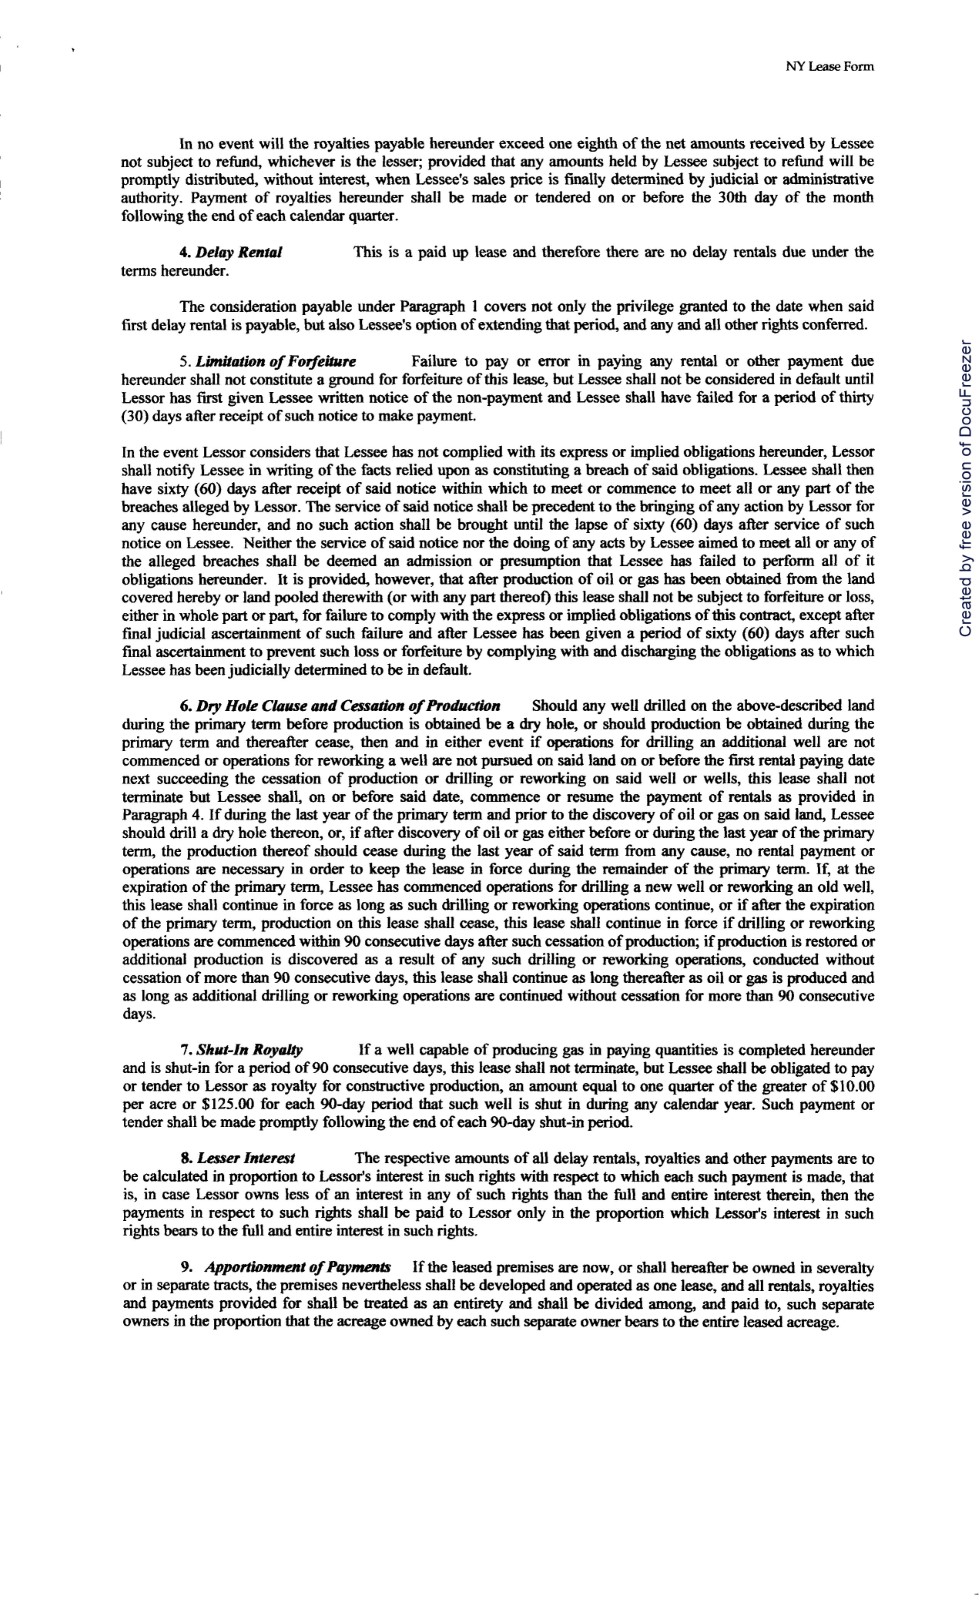 NY Lease Form
In no event will the royalties payable hereunder exceed one eighth of the net amounts received by Lessee
not subject to refund, whichever is the lesser; provided that any amounts held by Lessee subject to refund will be
promptly distributed, without interest, when Lessee's sales price is finally determined by judicial or administrative
authority. Payment of royalties hereunder shall be made or tendered on or before the 30th day of the month
following the end of each calendar quarter.
4. Delay Rental This is a paid up lease and therefore there are no delay rentals due under the
terms hereunder.
The consideration payable under Paragraph 1 covers not only the privilege granted to the date when said
first delay rental is payable, but also Lessee's option of extending that period, and any and all other rights conferred.
5. Limitation of Forfeiture Failure to pay or error in paying any rental or other payment due
hereunder shall not constitute a ground for forfeiture of this lease, but Lessee shall not be considered in default until
Lessor has first given Lessee written notice of the non-payment and Lessee shall have failed for a period of thirty
(30) days after receipt of such notice to make payment.
In the event Lessor considers that Lessee has not complied with its express or implied obligations hereunder, Lessor
shall notify Lessee in writing of the facts relied upon as constituting a breach of said obligations. Lessee shall then
have sixty (60) days after receipt of said notice within which to meet or commence to meet all or any part of the
breaches alleged by Lessor. The service of said notice shall be precedent to the bringing of any action by Lessor for
any cause hereunder, and no such action shall be brought until the lapse of sixty (60) days after service of such
notice on Lessee. Neither the service of said notice nor the doing of any acts by Lessee aimed to meet all or any of
the alleged breaches shall be deemed an admission or presumption that Lessee has failed to perform all of it
obligations hereunder. It is provided, however, that after production of oil or gas has been obtained from the land
covered hereby or land pooled therewith (or with any part thereof) this lease shall not be subject to forfeiture or loss,
either in whole part or part, for failure to comply with the express or implied obligations of this contract, except after
final judicial ascertainment of such failure and after Lessee has been given a period of sixty (60) days after such
final ascertainment to prevent such loss or forfeiture by complying with and discharging the obligations as to which
Lessee has been judicially determined to be in default.
6. Dry Hole Clause and Cessation of Production Should any well drilled on the above-described land
during the primary term before production is obtained be a dry hole, or should production be obtained during the
primary term and thereafter cease, then and in either event if operations for drilling an additional well are not
commenced or operations for reworking a well are not pursued on said land on or before the first rental paying date
next succeeding the cessation of production or drilling or reworking on said well or wells, this lease shall not
terminate but Lessee shall, on or before said date, commence or resume the payment of rentals as provided in
Paragraph 4. If during the last year of the primary term and prior to the discovery of oil or gas on said land, Lessee
should drill a dry hole thereon, or, if after discovery of oil or gas either before or during the last year of the primary
term, the production thereof should cease during the last year of said term from any cause, no rental payment or
operations are necessary in order to keep the lease in force during the remainder of the primary term. If, at the
expiration of the primary term, Lessee has commenced operations for drilling a new well or reworking an old well,
this lease shall continue in force as long as such drilling or reworking operations continue, or if after the expiration
of the primary term, production on this lease shall cease, this lease shall continue in force if drilling or reworking
operations are commenced within 90 consecutive days after such cessation of production; if production is restored or
additional production is discovered as a result of any such drilling or reworking operations, conducted without
cessation of more than 90 consecutive days, this lease shall continue as long thereafter as oil or gas is produced and
as long as additional drilling or reworking operations are continued without cessation for more than 90 consecutive
days.
7. Shut-In Royalty If a well capable of producing gas in paying quantities is completed hereunder
and is shut-in for a period of 90 consecutive days, this lease shall not terminate, but Lessee shall be obligated to pay
or tender to Lessor as royalty for constructive production, an amount equal to one quarter of the greater of $10.00
per acre or $125.00 for each 90-day period that such well is shut in during any calendar year. Such payment or
tender shall be made promptly following the end of each 90-day shut-in period.
8. Lesser Interest The respective amounts of all delay rentals, royalties and other payments are to
be calculated in proportion to Lessor's interest in such rights with respect to which each such payment is made, that
is, in case Lessor owns less of an interest in any of such rights than the full and entire interest therein, then the
payments in respect to such rights shall be paid to Lessor only in the proportion which Lessor's interest in such
rights bears to the full and entire interest in such rights.
9. Apportionment of Payments If the leased premises are now, or shall hereafter be owned in severalty
or in separate tracts, the premises nevertheless shall be developed and operated as one lease, and all rentals, royalties
and payments provided for shall be treated as an entirety and shall be divided among, and paid to, such separate
owners in the proportion that the acreage owned by each such separate owner bears to the entire leased acreage.
Created by free version of DocuFreezer